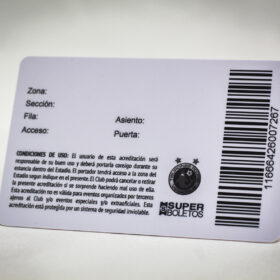 Zona:
Sección:
Fila: Asiento:
Acceso: Puerta:
CONDICIONES DE USO: El usuario de esta acreditación será
responsable de su buen uso y deberá portarla consigo durante su
estancia dentro del Estadio. El portador tendrá acceso a la zona del
Estadio según indique en el presente. El Club podrá cancelar o retirar
la presente acreditación si se sorprende haciendo mal uso de ella.
Esta acreditación no es válida para eventos organizados por terceros
ajenos al Club y/o eventos especiales y/o extraoficiales. Esta
acreditación está protegida por un sistema de seguridad inviolable.
SUPER
BOLETOS
11866426007267